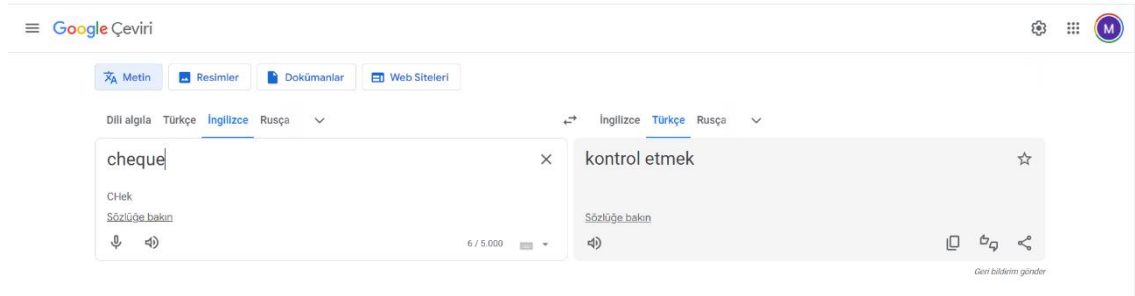 Google Çeviri
M
Metin Resimler Dokümanlar Web Siteleri
Dili algıla Türkçe İngilizce Rusça
İngilizce Türkçe Rusça
cheque
kontrol etmek
CHek
Sözlüğe bakın
Sözlüğe bakın
6 / 5.000
Geri bildirim gönder